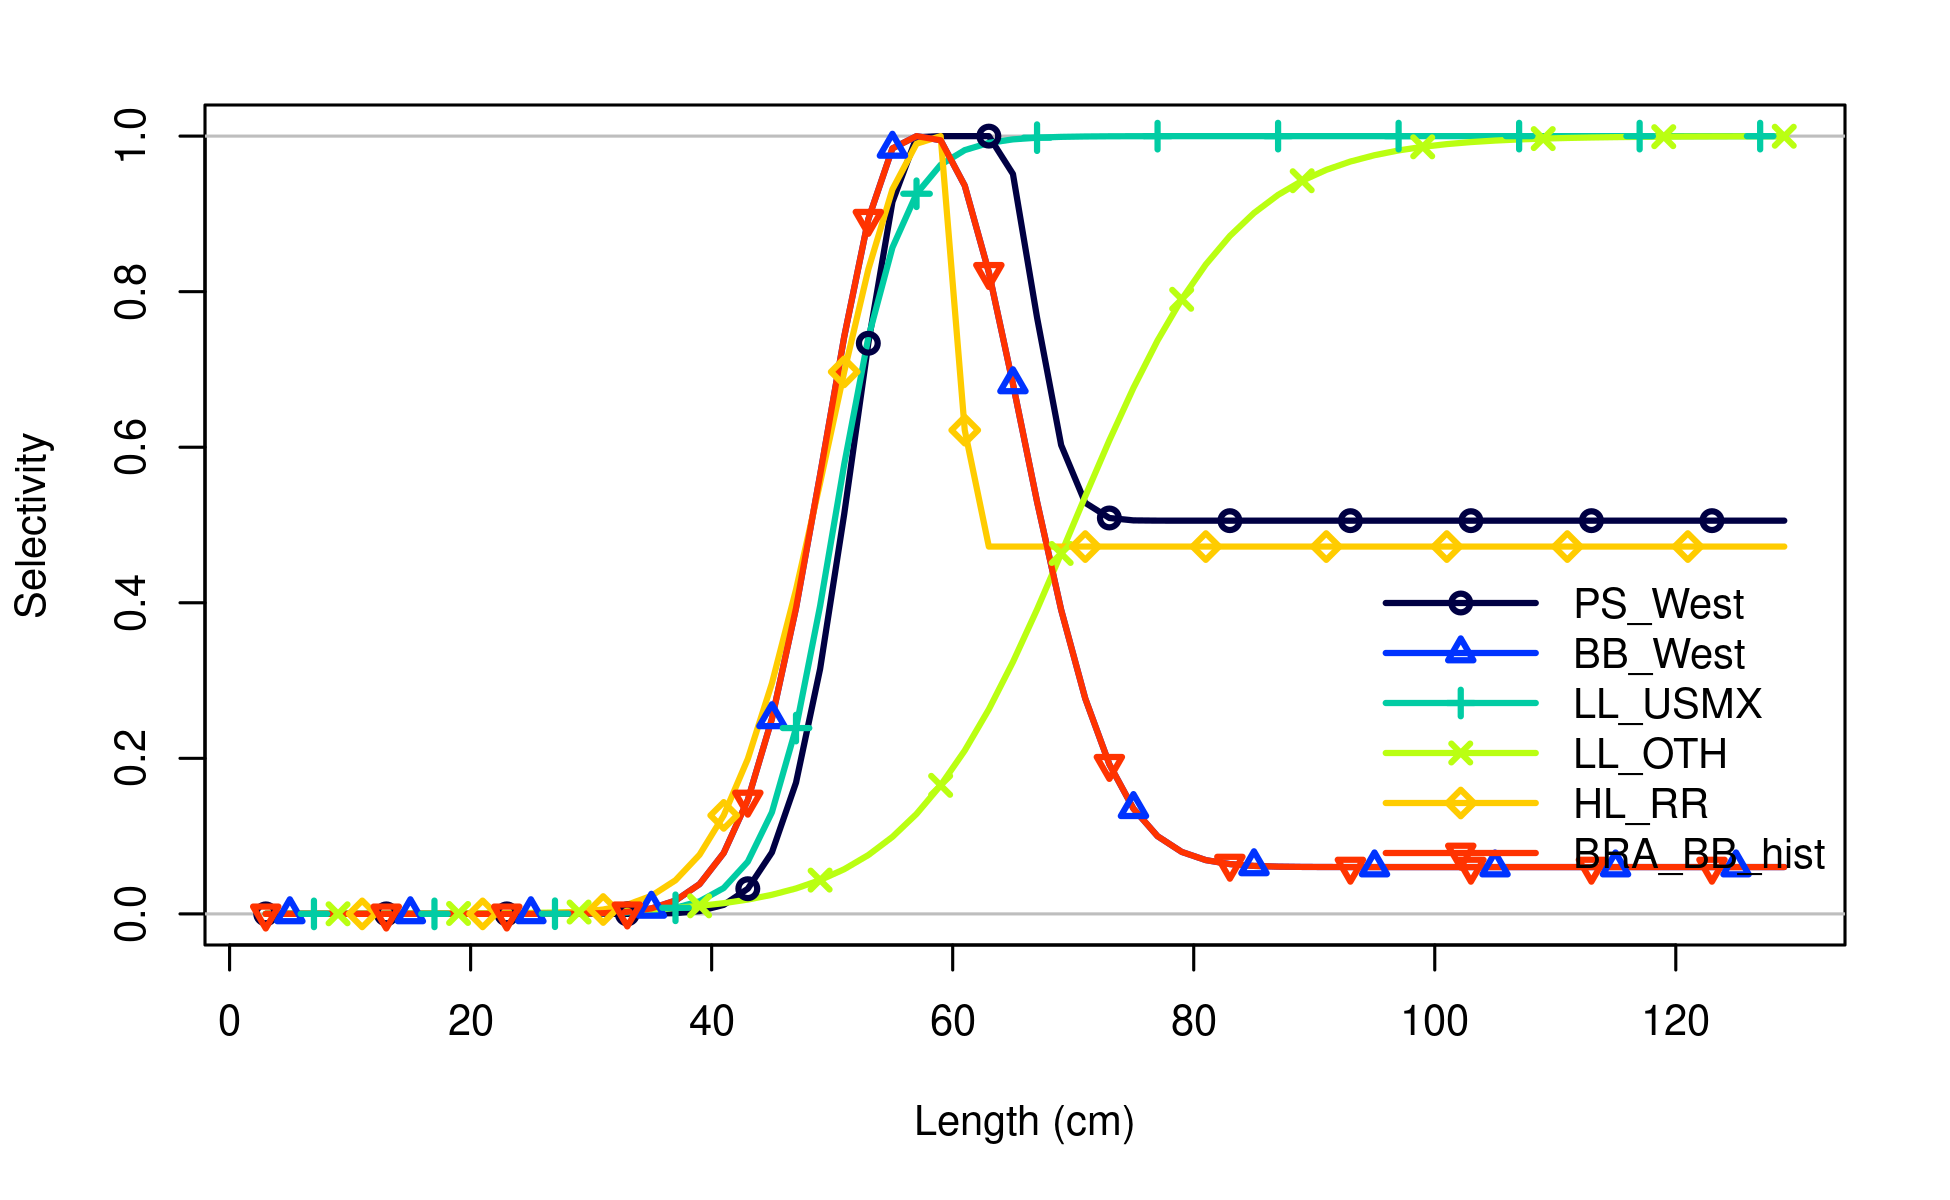 1.0
0.8
0.6
0.4
0.2
0.0
Selectivity
0 20 40 60 80 100 120
Length (cm)
PS_West
BB_West
LL_USMX
LL_OTH
HL_RR
BRA_BB_hist